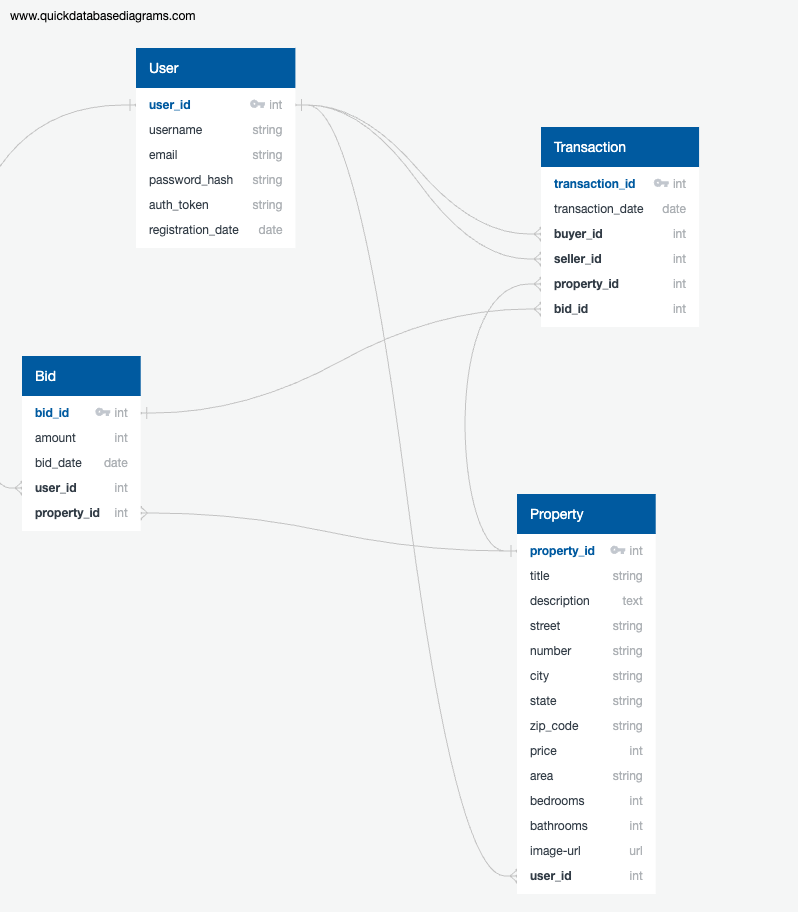 www.quickdatabasediagrams.com
User
user_id int
username string
email string
password_hash string
auth_token string
registration_date date
Transaction
transaction_id int
transaction_date date
buyer_id int
seller_id int
property_id int
bid_id int
Bid
bid_id int
amount int
bid_date date
user_id int
property_id int
Property
property_id int
title string
description text
street string
number string
city string
state string
zip_code string
price int
area string
bedrooms int
bathrooms int
image-url url
user_id int